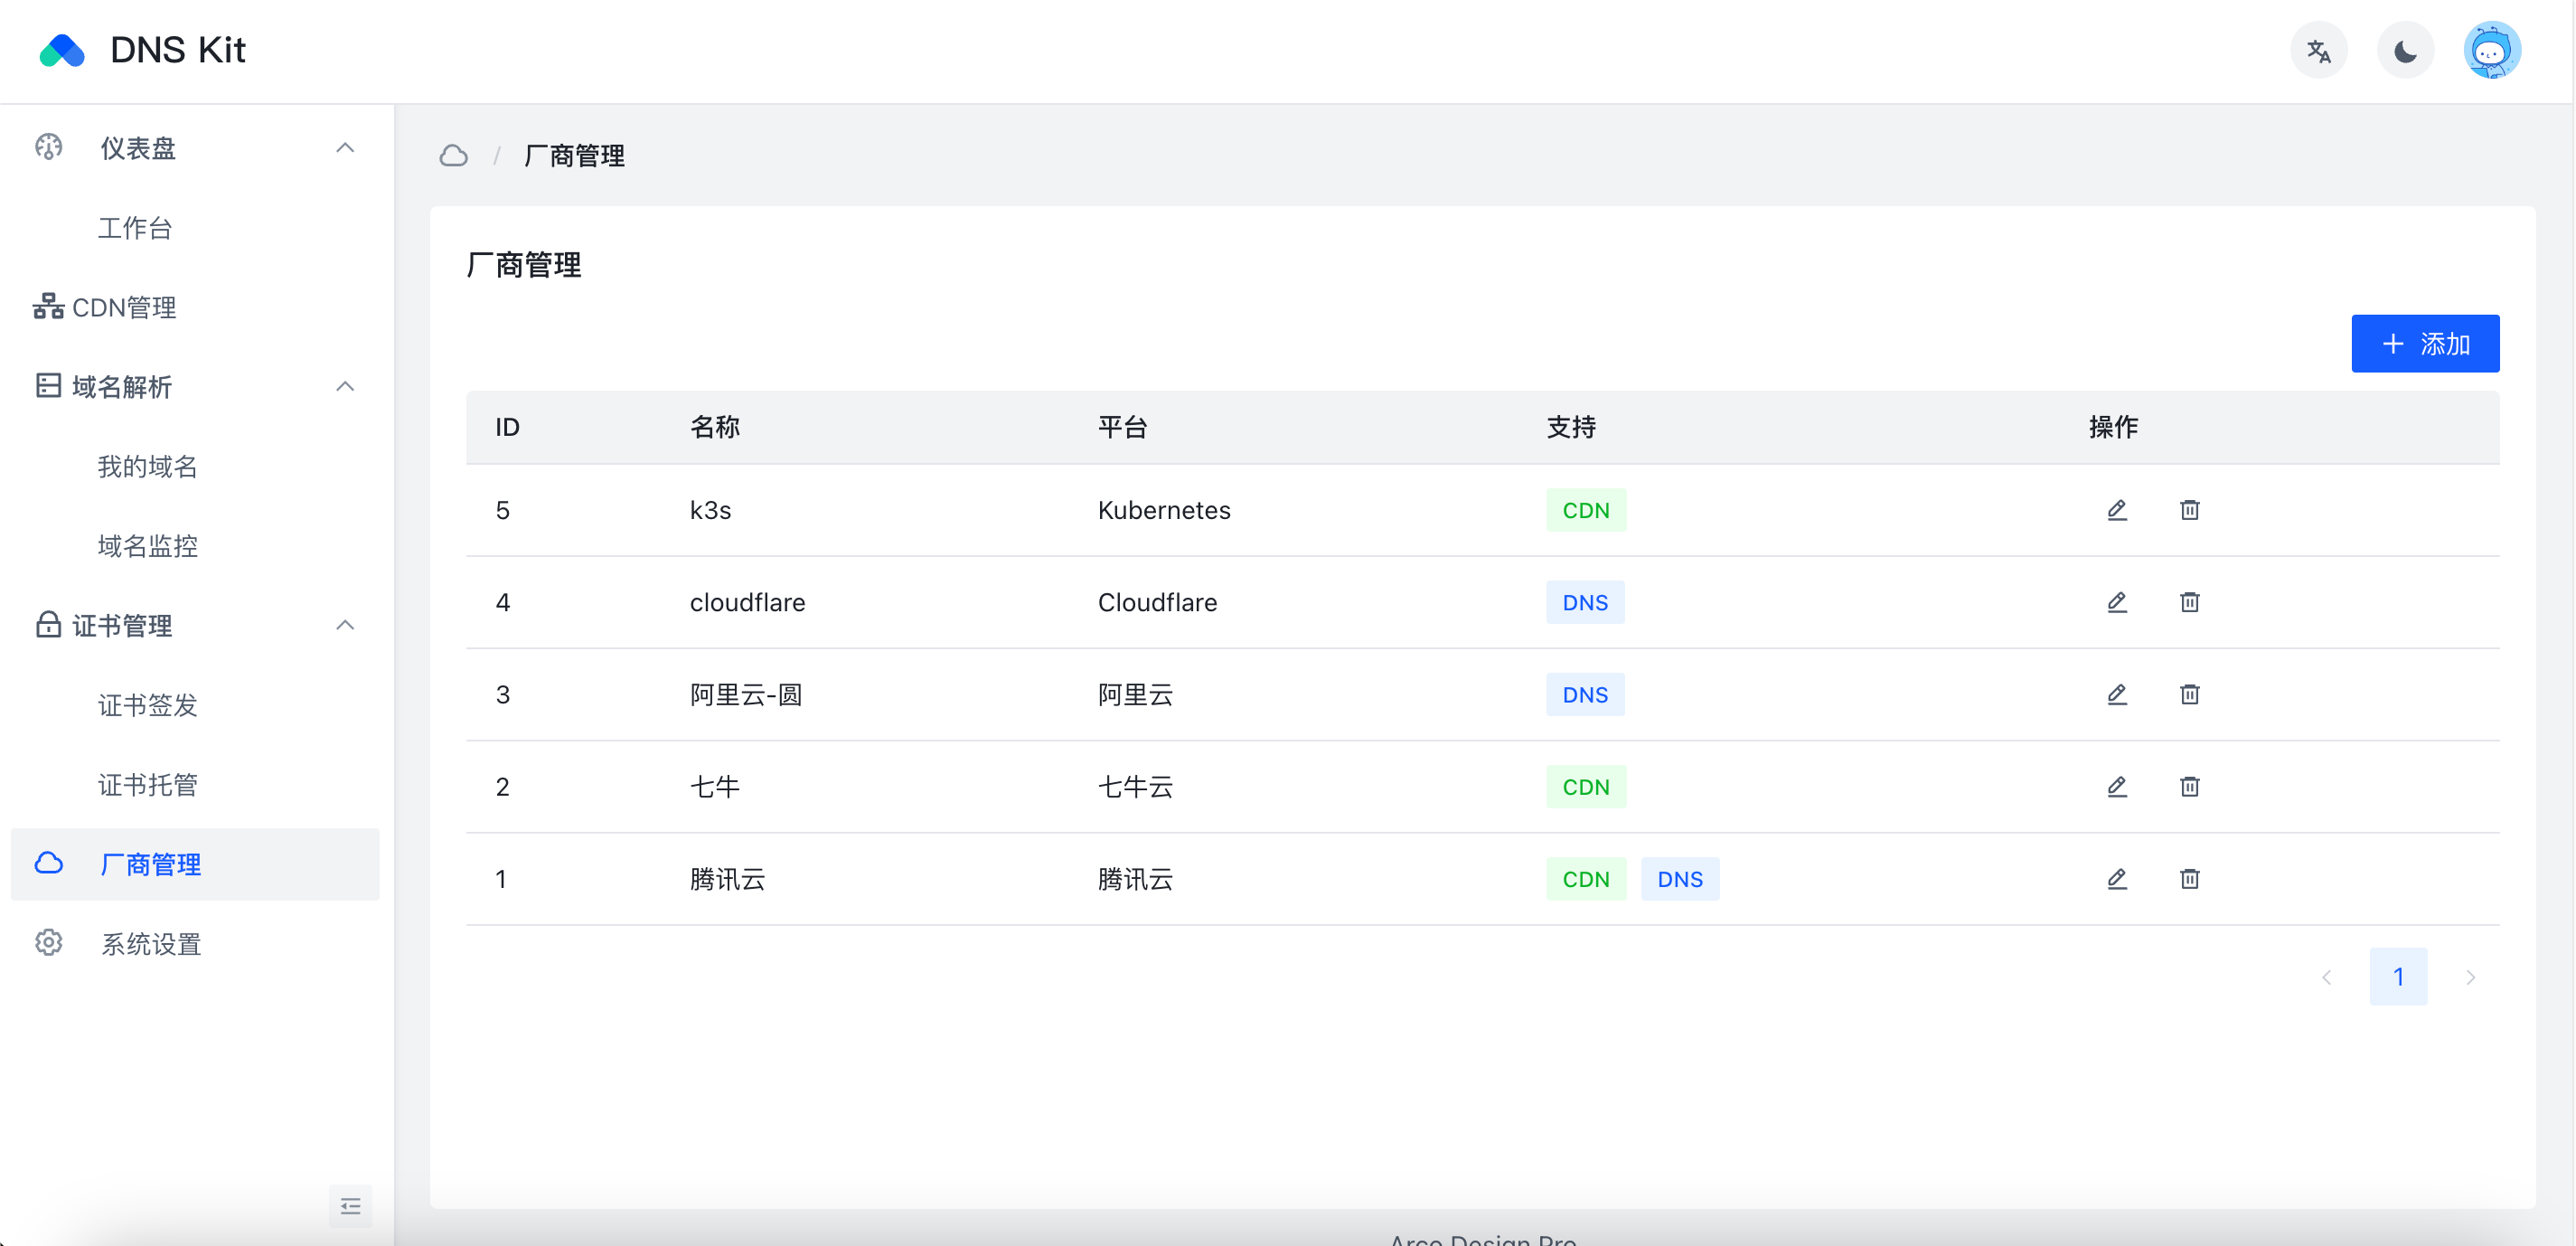 DNS Kit
仪表盘
工作台
CDN管理
域名解析
我的域名
域名监控
证书管理
证书签发
证书托管
厂商管理
系统设置
/ 厂商管理
厂商管理
添加
ID 名称 平台 支持 操作
5 k3s Kubernetes CDN
4 cloudflare Cloudflare DNS
3 阿里云-圆 阿里云 DNS
2 七牛 七牛云 CDN
1 腾讯云 腾讯云 CDN DNS
1
Arco Design Pro